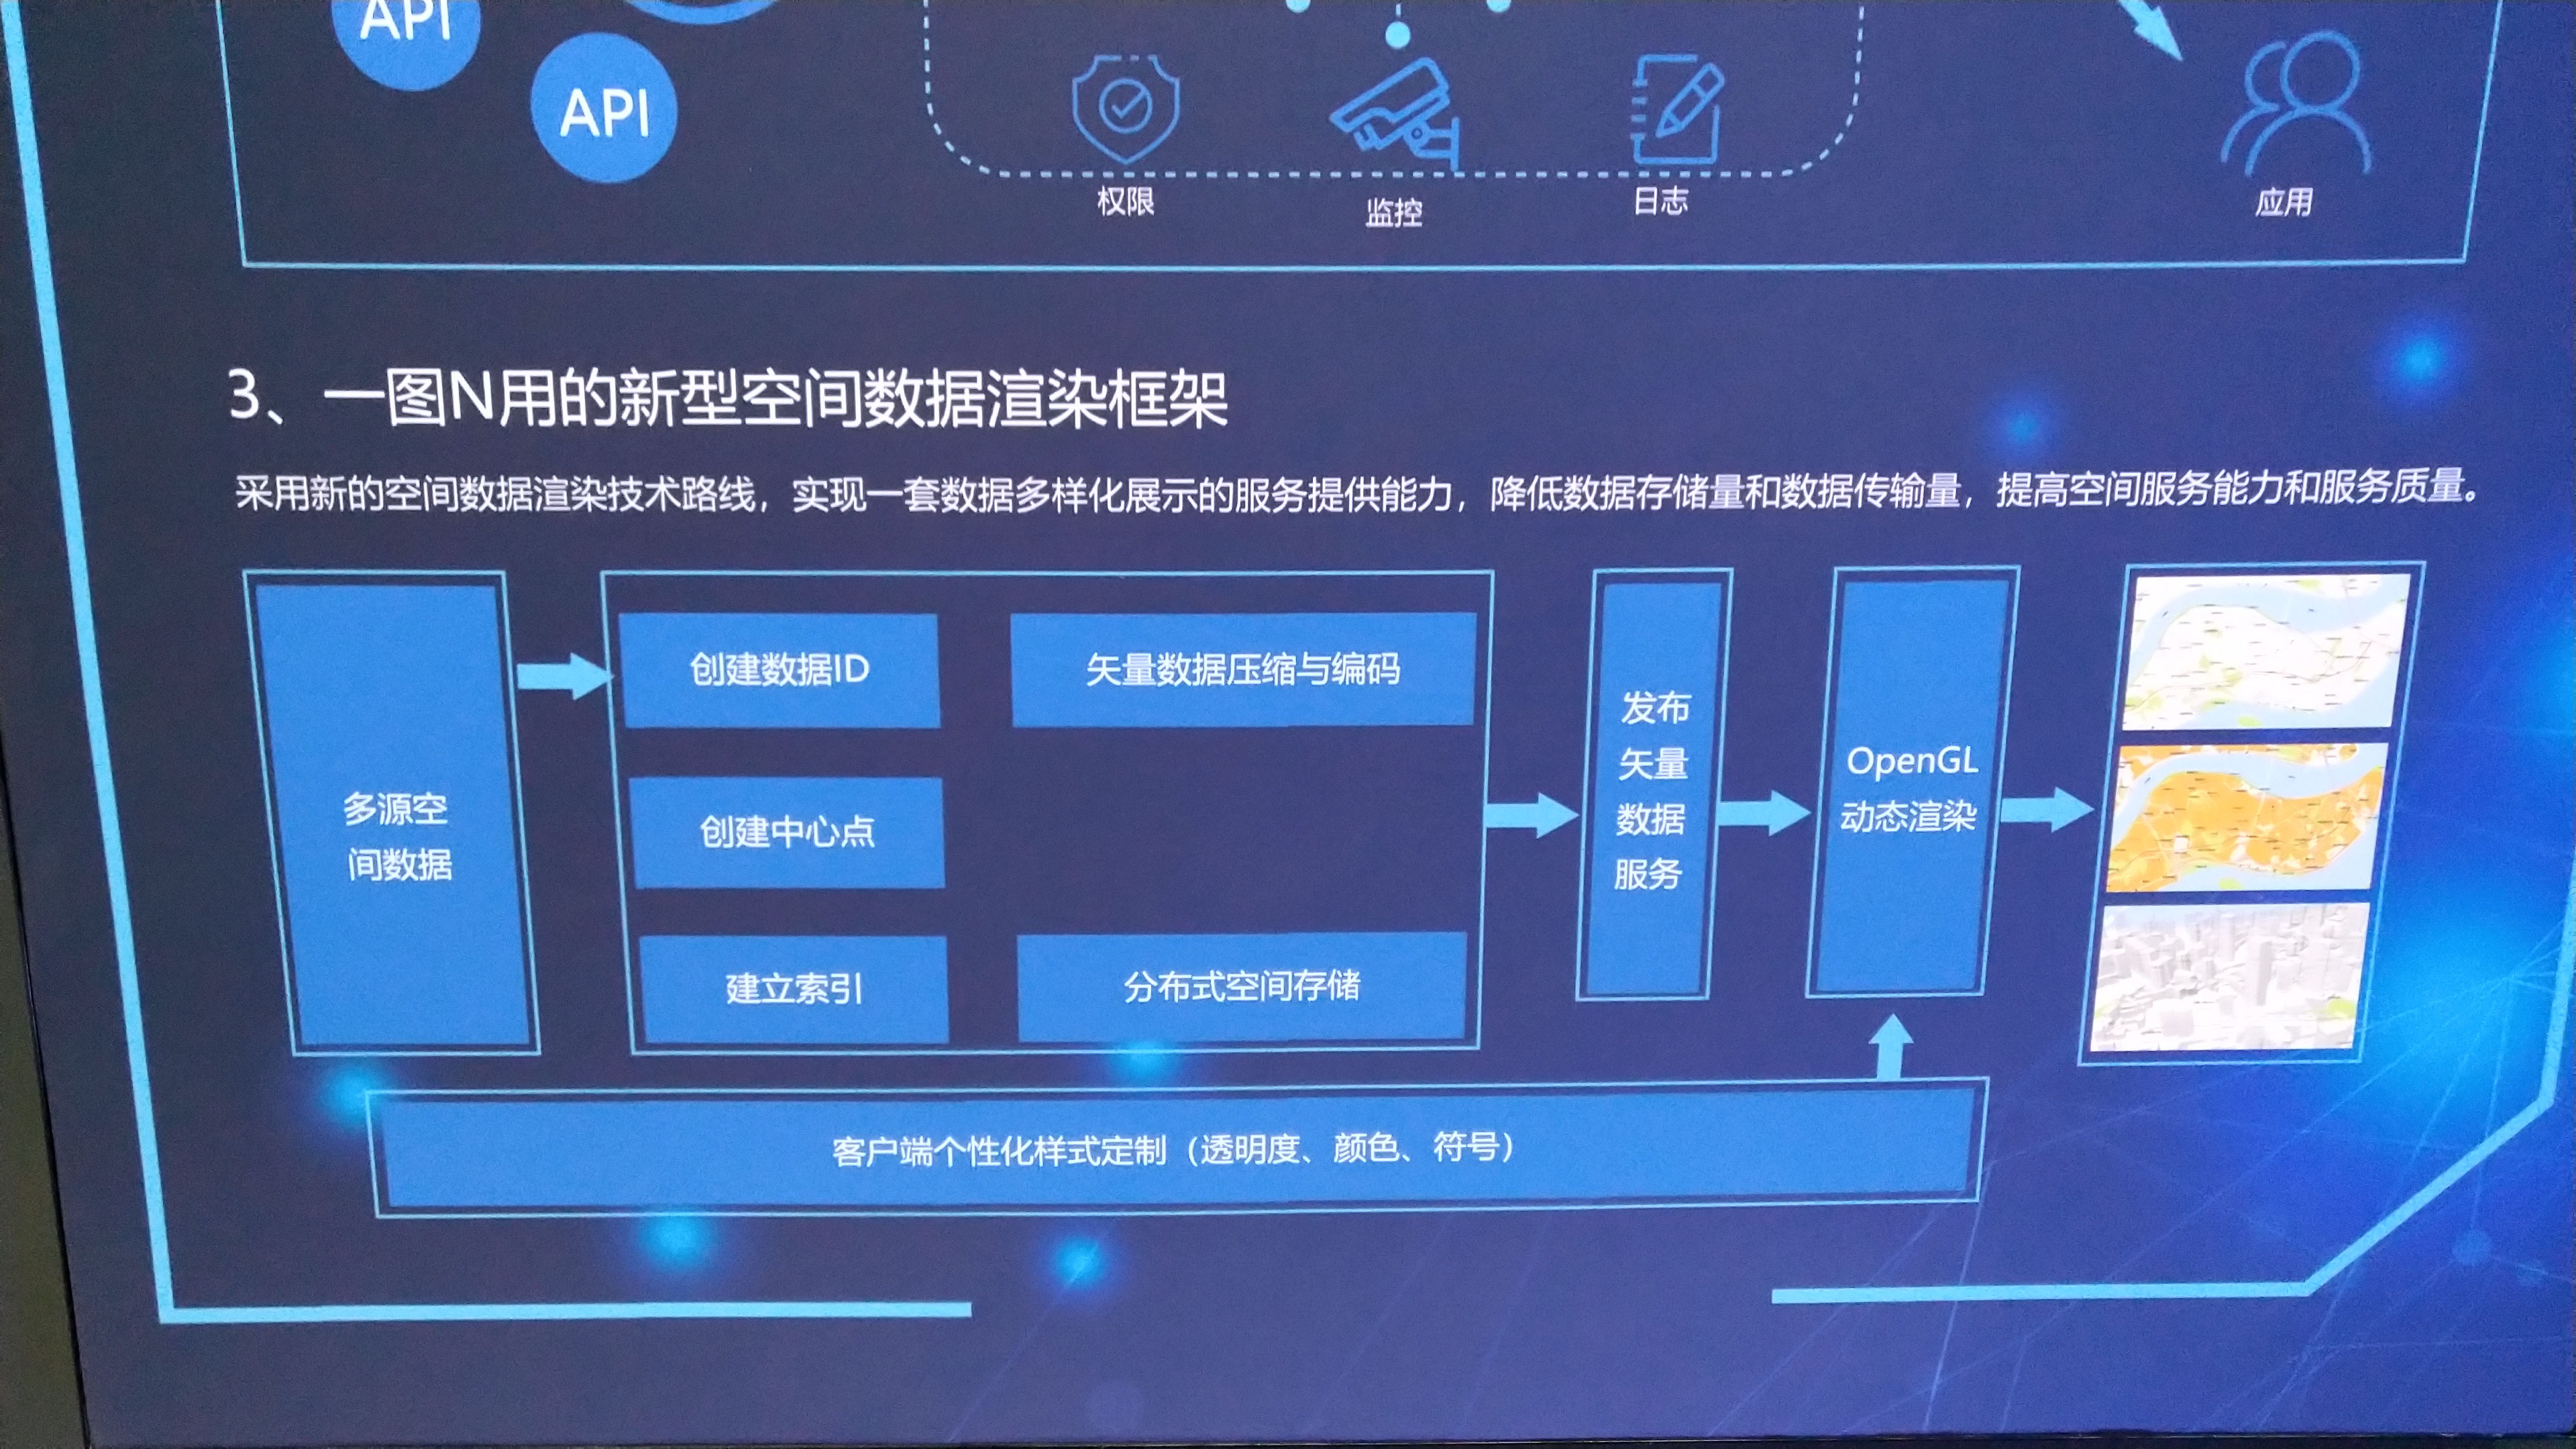 API
API
权限
监控
日志
应用
3、一图N用的新型空间数据渲染框架
采用新的空间数据渲染技术路线，实现一套数据多样化展示的服务提供能力，降低数据存储量和数据传输量，提高空间服务能力和服务质量。
多源空
间数据
创建数据ID
矢量数据压缩与编码
创建中心点
建立索引
分布式空间存储
发布
矢量
数据
服务
OpenGL
动态渲染
客户端个性化样式定制（透明度、颜色、符号）